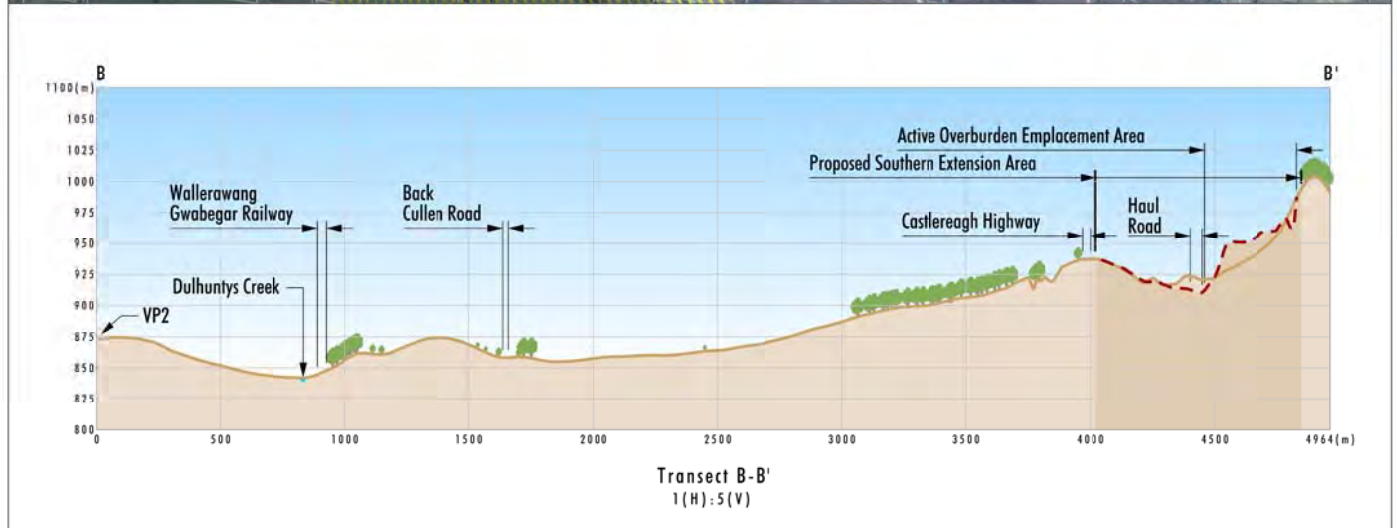 B
B'
1100(m)
1050
1025
1000
975
950
925
900
875
850
825
800
Active Overburden Emplacement Area
Proposed Southern Extension Area
Wallerawang
Gwabegar Railway
Back
Cullen Road
Castlereagh Highway
Haul
Road
Dulhuntys Creek
VP2
0
500
1000
1500
2000
2500
3000
3500
4000
4500
4964(m)
Transect B-B'
1(H):5(V)